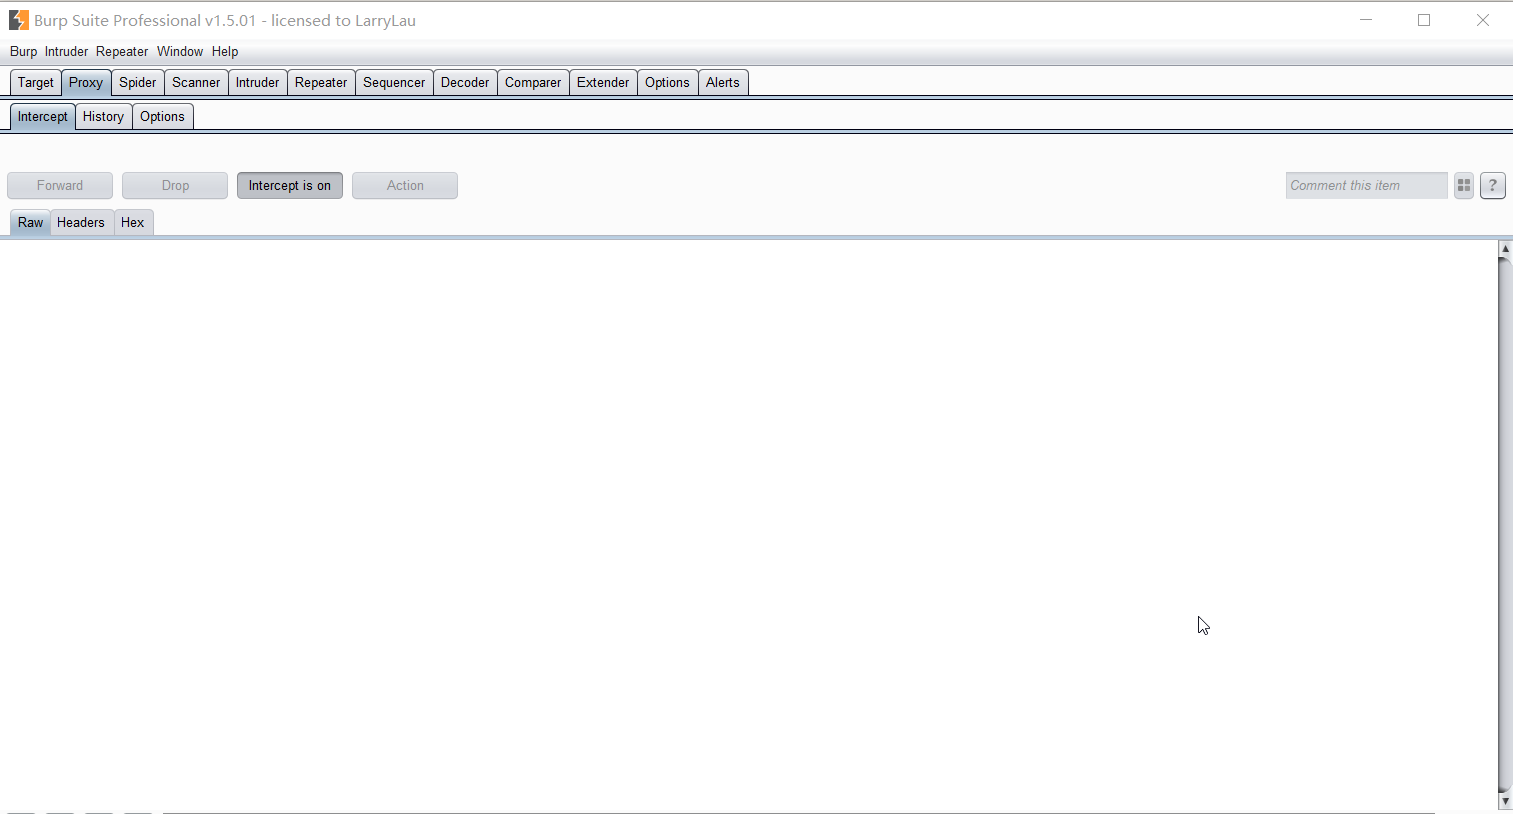 Burp Suite Professional v1.5.01 - licensed to LarryLau
Burp Intruder Repeater Window Help
Target Proxy Spider Scanner Intruder Repeater Sequencer Decoder Comparer Extender Options Alerts
Intercept History Options
Forward Drop Intercept is on Action Comment this item ?
Raw Headers Hex